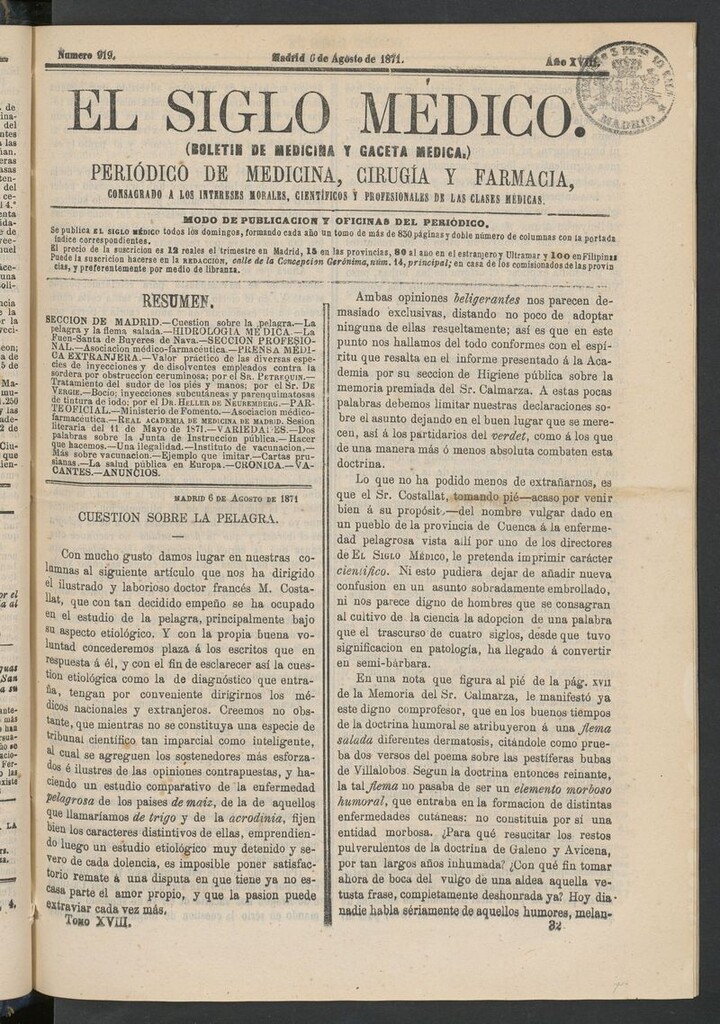 Numero 919.
Madrid 6 de Agosto de 1871.
Año XVIII.
EL SIGLO MÉDICO.
(BOLETIN DE MEDICINA Y GACETA MEDICA.)
PERIÓDICO DE MEDICINA, CIRUGÍA Y FARMACIA,
CONSAGRADO A LOS INTERESES MORALES, CIENTÍFICOS Y PROFESIONALES DE LAS CLASES MÉDICAS.
MODO DE PUBLICACION Y OFICINAS DEL PERIÓDICO.
Se publica EL SIGLO MÉDICO todos los domingos, formando cada año un tomo de más de 830 páginas y doble número de columnas con la portada
índice correspondientes.
El precio de la suscricion es 12 reales el trimestre en Madrid, 15 en las provincias, 80 al año en el estranjero y Ultramar y 100 en Filipinas
Puede la suscricion hacerse en la REDACCION, calle de la Concepcion Gerónima, núm. 14, principal; en casa de los comisionados de las provin
cias, y preferentemente por medio de libranza.
RESUMEN.
SECCION DE MADRID.—Cuestion sobre la pelagra.—La
pelagra y la flema salada.—HIDROLOGIA MEDICA.—La
Fuen-Santa de Buyeres de Nava.—SECCION PROFESIO-
NAL.—Asociacion médico-farmacéutica.—PRENSA MEDI-
CA EXTRANJERA.—Valor práctico de las diversas espe-
cies de inyecciones y de disolventes empleados contra la
sordera por obstruccion ceruminosa; por el SR. PETREQUIN.—
Tratamiento del sudor de los piés y manos; por el Sr. DE
VERGIE.—Bocio; inyecciones subcutáneas y parenquimatosas
de tintura de iodo: por el DR. HELLER DE NUREMBERG.—PAR-
TE OFICIAL.—Ministerio de Fomento.—Asociacion médico-
farmacéutica.—REAL ACADEMIA DE MEDICINA DE MADRID. Sesion
literaria del 11 de Mayo de 1871.—VARIEDADES.—Dos
palabras sobre la Junta de Instruccion pública.—Hacer
que hacemos.—Una ilegalidad.—Instituto de vacunacion.—
Más sobre vacunacion.—Ejemplo que imitar.—Cartas pru-
sianas.—La salud pública en Europa.—CRONICA.—VA-
CANTES.—ANUNCIOS.
MADRID 6 DE AGOSTO DE 1871
CUESTION SOBRE LA PELAGRA.
Con mucho gusto damos lugar en nuestras co-
lumnas al siguiente artículo que nos ha dirigido
el ilustrado y laborioso doctor francés M. Costa-
llat, que con tan decidido empeño se ha ocupado
en el estudio de la pelagra, principalmente bajo
su aspecto etiológico. Y con la propia buena vo-
luntad concederemos plaza á los escritos que en
respuesta á él, y con el fin de esclarecer así la cues-
tion etiológica como la de diagnóstico que entra-
ña, tengan por conveniente dirigirnos los mé-
dicos nacionales y extranjeros. Creemos no obs-
tante, que mientras no se constituya una especie de
tribunal científico tan imparcial como inteligente,
al cual se agreguen los sostenedores más esforza-
dos é ilustres de las opiniones contrapuestas, y ha-
ciendo un estudio comparativo de la enfermedad
pelagrosa de los paises de maiz, de la de aquellos
que llamaríamos de trigo y de la acrodinia, fijen
bien los caracteres distintivos de ellas, emprendien-
do luego un estudio etiológico muy detenido y se-
vero de cada dolencia, es imposible poner satisfac-
torio remate á una disputa en que tiene ya no es-
casa parte el amor propio, y que la pasion puede
extraviar cada vez más.
TOMO XVIII.
Ambas opiniones beligerantes nos parecen de-
masiado exclusivas, distando no poco de adoptar
ninguna de ellas resueltamente; así es que en este
punto nos hallamos del todo conformes con el espí-
ritu que resalta en el informe presentado á la Aca-
demia por su seccion de Higiene pública sobre la
memoria premiada del Sr. Calmarza. A estas pocas
palabras debemos limitar nuestras declaraciones so-
bre el asunto dejando en el buen lugar que se mere-
cen, así á los partidarios del verdet, como á los que
de una manera más ó menos absoluta combaten esta
doctrina.
Lo que no ha podido menos de extrañarnos, es
que el Sr. Costallat, tomando pié—acaso por venir
bien á su propósito—del nombre vulgar dado en
un pueblo de la provincia de Cuenca á la enferme-
dad pelagrosa vista allí por uno de los directores
de EL SIGLO MÉDICO, le pretenda imprimir carácter
científico. Ni esto pudiera dejar de añadir nueva
confusion en un asunto sobradamente embrollado,
ni nos parece digno de hombres que se consagran
al cultivo de la ciencia la adopcion de una palabra
que el trascurso de cuatro siglos, desde que tuvo
significacion en patología, ha llegado á convertir
en semi-bárbara.
En una nota que figura al pié de la pág. XVII
de la Memoria del Sr. Calmarza, le manifestó ya
este digno comprofesor, que en los buenos tiempos
de la doctrina humoral se atribuyeron á una flema
salada diferentes dermatosis, citándole como prue-
ba dos versos del poema sobre las pestíferas bubas
de Villalobos. Segun la doctrina entonces reinante,
la tal flema no pasaba de ser un elemento morboso
humoral, que entraba en la formacion de distintas
enfermedades cutáneas: no constituia por sí una
entidad morbosa. ¿Para qué resucitar los restos
pulverulentos de la doctrina de Galeno y Avicena,
por tan largos años inhumada? ¿Con qué fin tomar
ahora de boca del vulgo de una aldea aquella ve-
tusta frase, completamente deshonrada ya? Hoy dia
nadie habla sériamente de aquellos humores, melan-
32